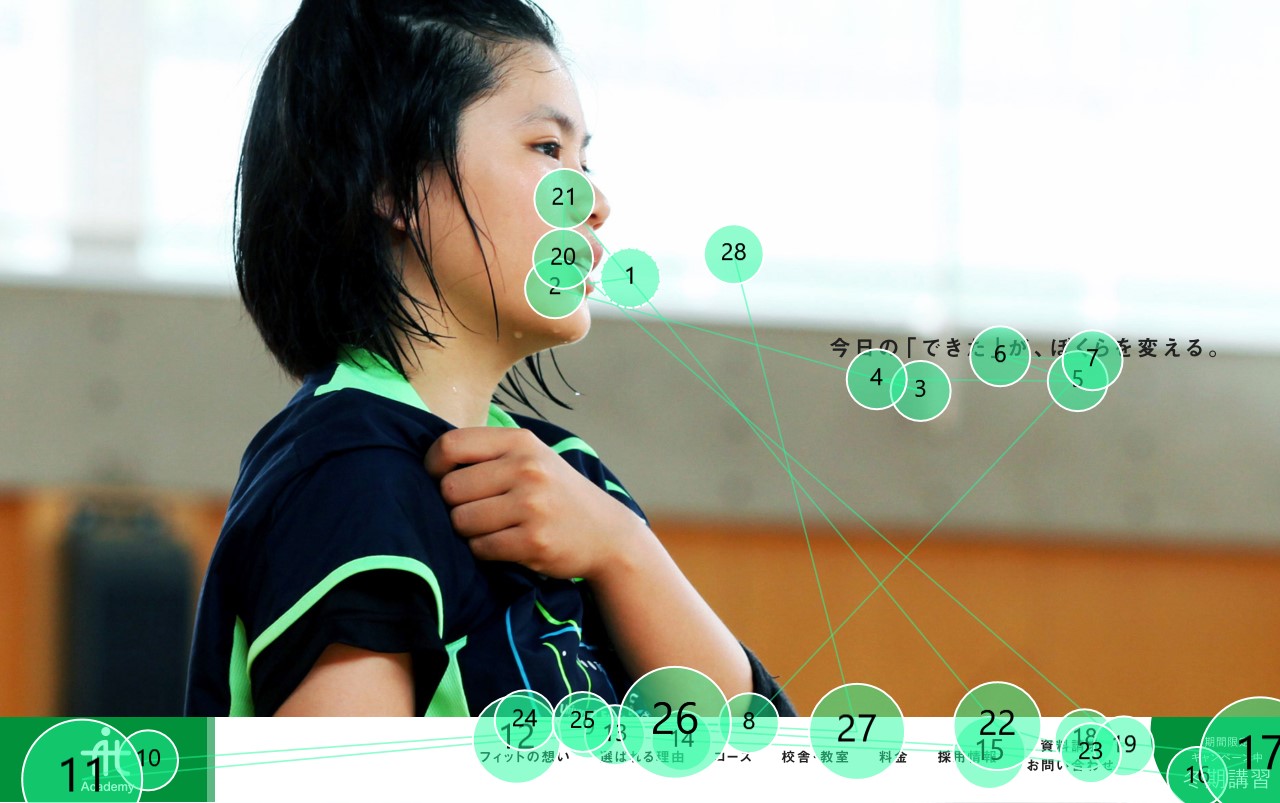 21
20
2
1
28
今日の「できた」が、ぼくらを変える。
4
3
6
7
5
24
12
25
13
26
14
8
27
22
15
18
23
19
11
10
16
17
fit
Academy
フィットの想い
選ばれる理由
コース
校舎・教室
料金
採用情報
資料請求
お問い合わせ
期間限定
キャンペーン中
冬期講習